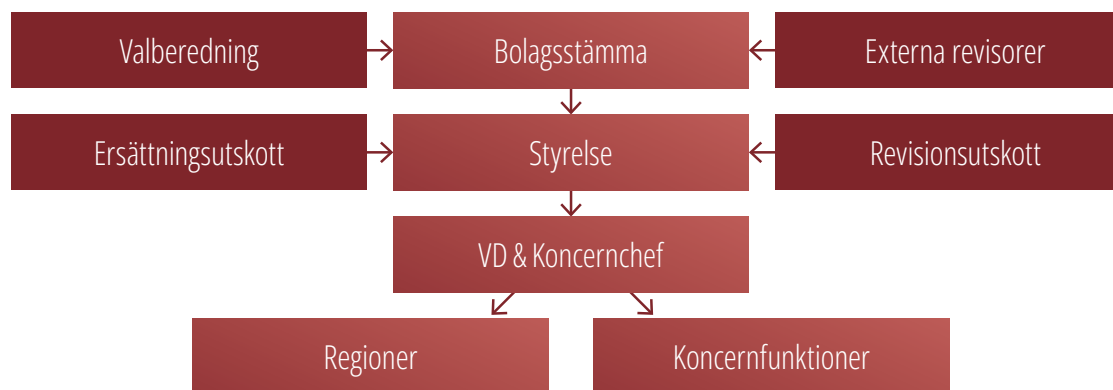 Valberedning
Bolagsstämma
Externa revisorer
Ersättningsutskott
Styrelse
Revisionsutskott
VD & Koncernchef
Regioner
Koncernfunktioner